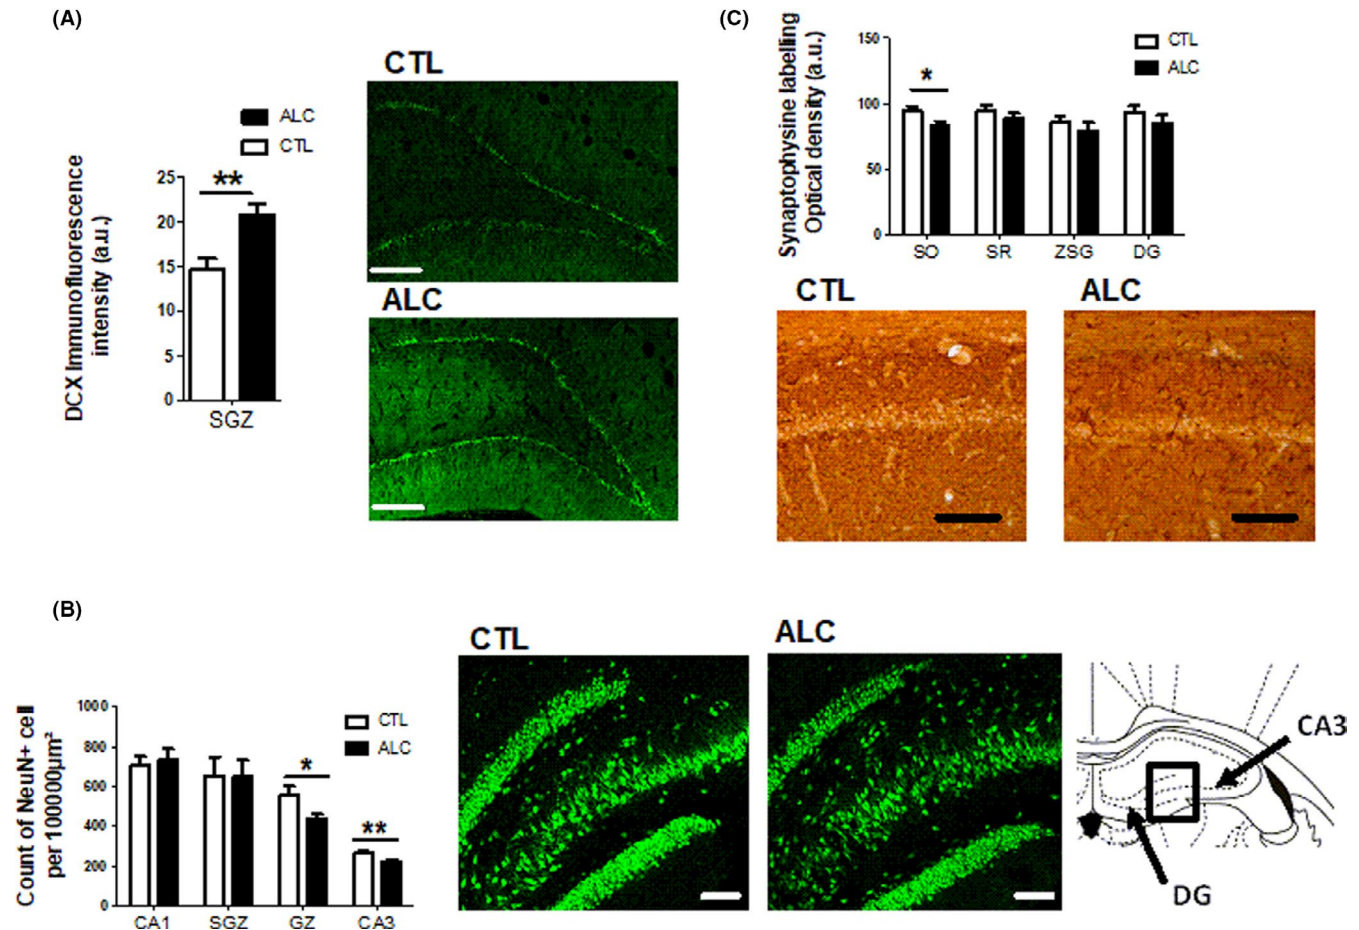 (A)
ALC
CTL
DCX Immunofluorescence
intensity (a.u.)
25
**
20
15
10
5
0
SGZ
CTL
ALC
(C)
Synaptophysine labelling
Optical density (a.u.)
150
CTL
ALC
*
100
50
0
SO SR ZSG DG
CTL ALC
(B)
Count of NeuN+ cell
per 100000µm²
1000
CTL
ALC
800
*
600
400
**
200
0
CA1 SGZ GZ CA3
CTL ALC
CA3
DG